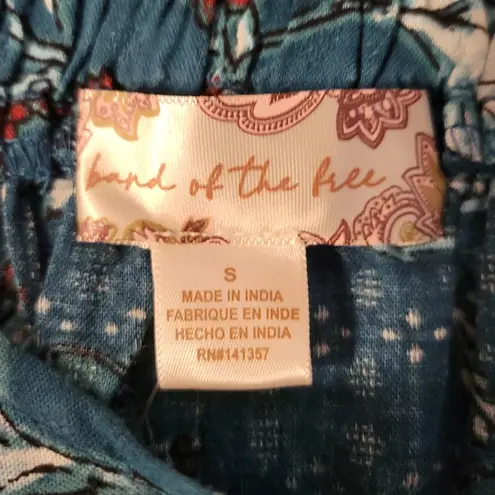 band of the free
S
MADE IN INDIA
FABRIQUE EN INDE
HECHO EN INDIA
RN#141357